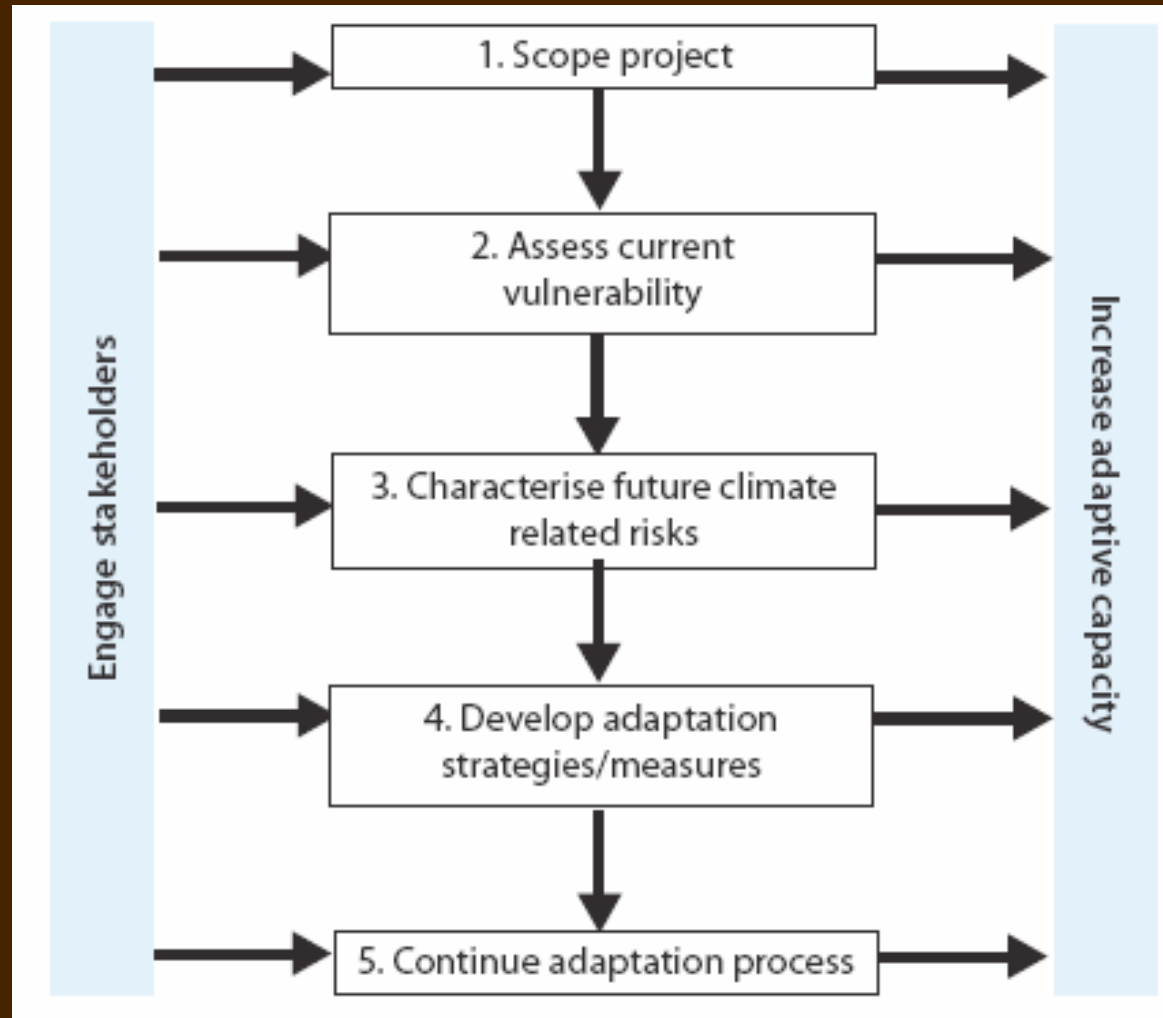 Engage stakeholders
1. Scope project
2. Assess current
vulnerability
3. Characterise future climate
related risks
4. Develop adaptation
strategies/measures
5. Continue adaptation process
Increase adaptive capacity